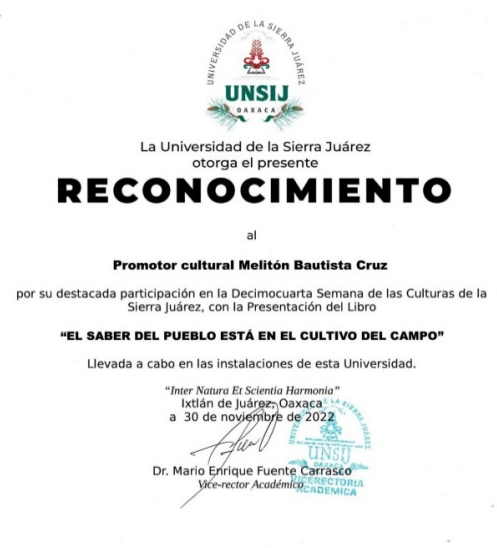 UNIVERSIDAD DE LA SIERRA JUÁREZ
UNSIJ
OAXACA
La Universidad de la Sierra Juárez
otorga el presente
RECONOCIMIENTO
al
Promotor cultural Melitón Bautista Cruz
por su destacada participación en la Decimocuarta Semana de las Culturas de la
Sierra Juárez, con la Presentación del Libro
“EL SABER DEL PUEBLO ESTÁ EN EL CULTIVO DEL CAMPO”
Llevada a cabo en las instalaciones de esta Universidad.
“Inter Natura Et Scientia Harmonia”
Ixtlán de Juárez, Oaxaca
a 30 de noviembre de 2022
Dr. Mario Enrique Fuente Carrasco
Vice-rector Académico
UNSIJ
OAXACA
VICERECTORIA
ACADEMICA